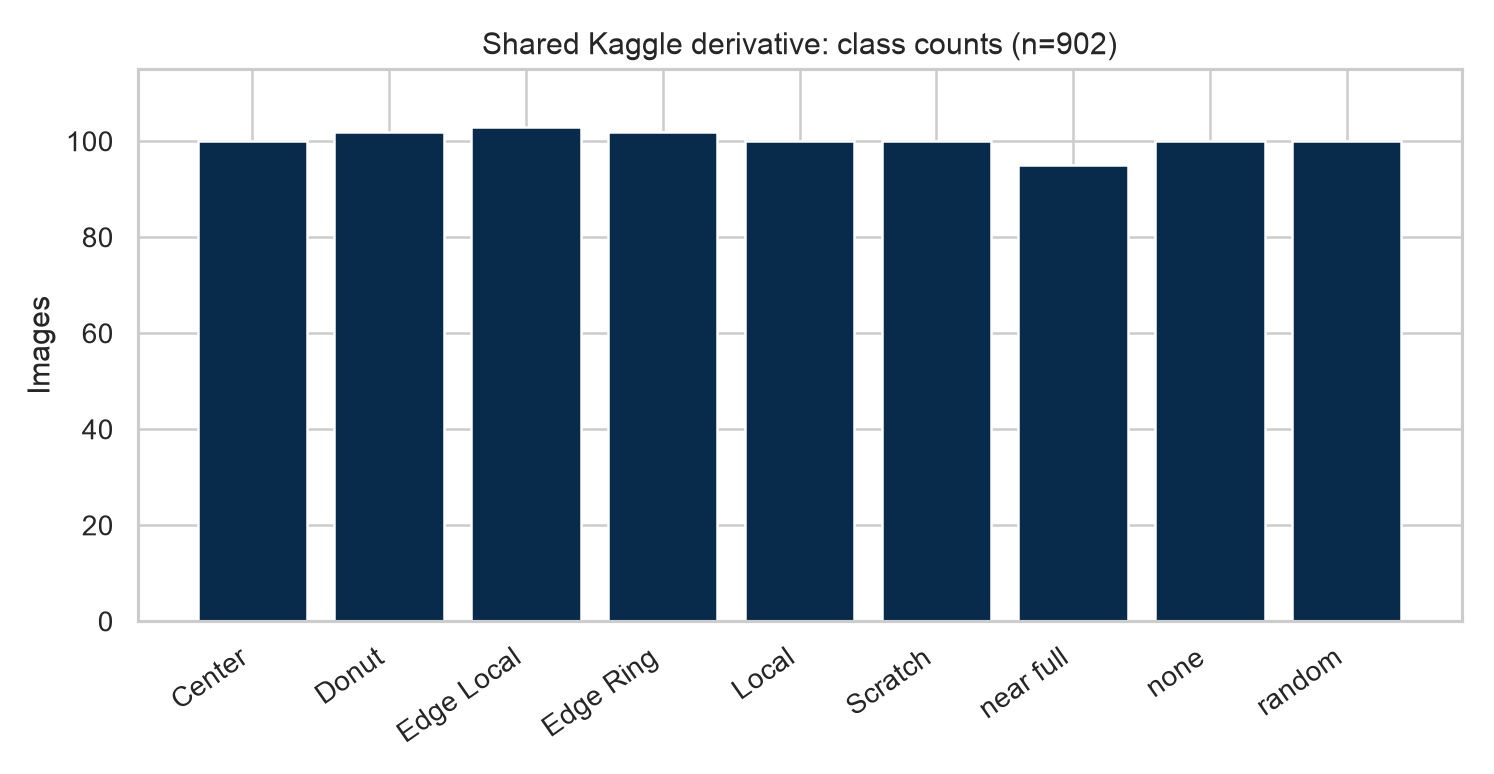 Shared Kaggle derivative: class counts (n=902)
Images
100
80
60
40
20
0
Center
Donut
Edge Local
Edge Ring
Local
Scratch
near full
none
random